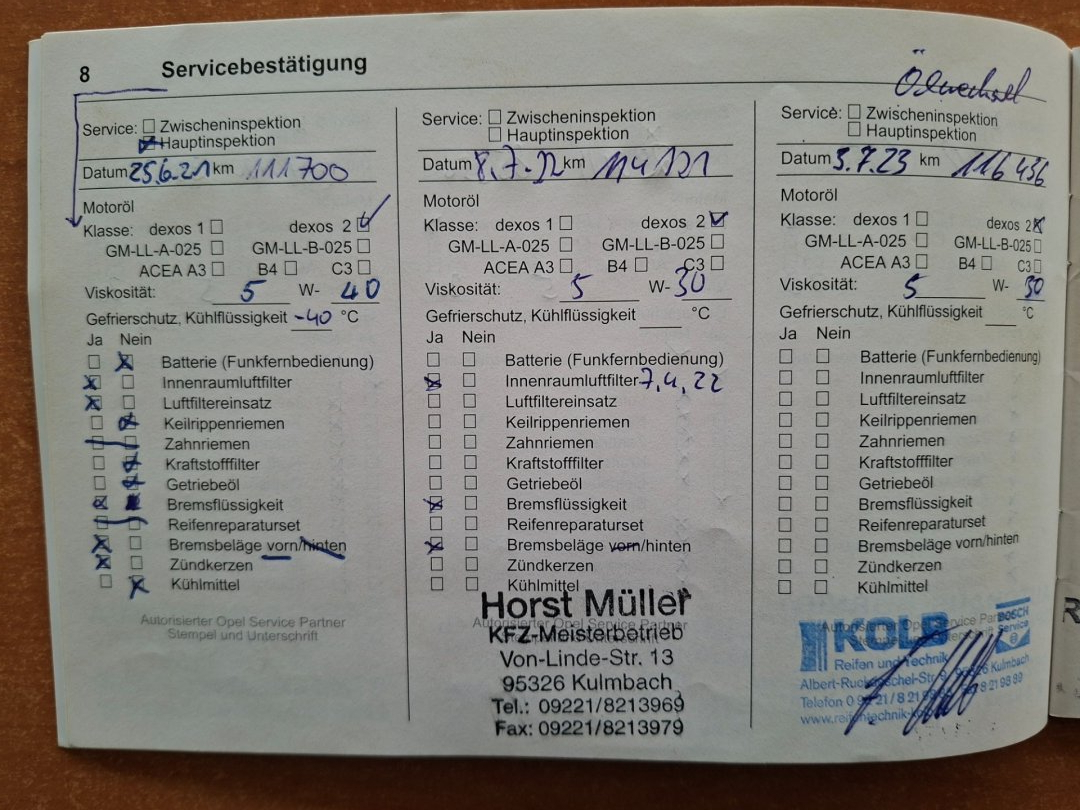 8 Servicebestätigung
Service: Zwischeninspektion
Hauptinspektion
Datum 25.6.21 km 111700
Motoröl
Klasse: dexos 1 dexos 2
GM-LL-A-025 GM-LL-B-025
ACEA A3 B4 C3
Viskosität: 5 W- 40
Gefrierschutz, Kühlflüssigkeit -40 °C
Ja Nein
Batterie (Funkfernbedienung)
Innenraumluftfilter
Luftfiltereinsatz
Keilrippenriemen
Zahnriemen
Kraftstofffilter
Getriebeöl
Bremsflüssigkeit
Reifenreparaturset
Bremsbeläge vorn/hinten
Zündkerzen
Kühlmittel
Autorisierter Opel Service Partner
Stempel und Unterschrift
Service: Zwischeninspektion
Hauptinspektion
Datum 8.7.22 km 114121
Motoröl
Klasse: dexos 1 dexos 2
GM-LL-A-025 GM-LL-B-025
ACEA A3 B4 C3
Viskosität: 5 W- 30
Gefrierschutz, Kühlflüssigkeit °C
Ja Nein
Batterie (Funkfernbedienung)
Innenraumluftfilter 7.4.22
Luftfiltereinsatz
Keilrippenriemen
Zahnriemen
Kraftstofffilter
Getriebeöl
Bremsflüssigkeit
Reifenreparaturset
Bremsbeläge vorn/hinten
Zündkerzen
Kühlmittel
Horst Müller
Autorisierter Opel Service Partner
KFZ-Meisterbetrieb
Von-Linde-Str. 13
95326 Kulmbach
Tel.: 09221/8213969
Fax: 09221/8213979
Ölwechsel
Service: Zwischeninspektion
Hauptinspektion
Datum 3.7.23 km 116436
Motoröl
Klasse: dexos 1 dexos 2
GM-LL-A-025 GM-LL-B-025
ACEA A3 B4 C3
Viskosität: 5 W- 30
Gefrierschutz, Kühlflüssigkeit °C
Ja Nein
Batterie (Funkfernbedienung)
Innenraumluftfilter
Luftfiltereinsatz
Keilrippenriemen
Zahnriemen
Kraftstofffilter
Getriebeöl
Bremsflüssigkeit
Reifenreparaturset
Bremsbeläge vorn/hinten
Zündkerzen
Kühlmittel
KOLB BOSCH
Service
Reifen und Technik
Kulmbach
Telefon